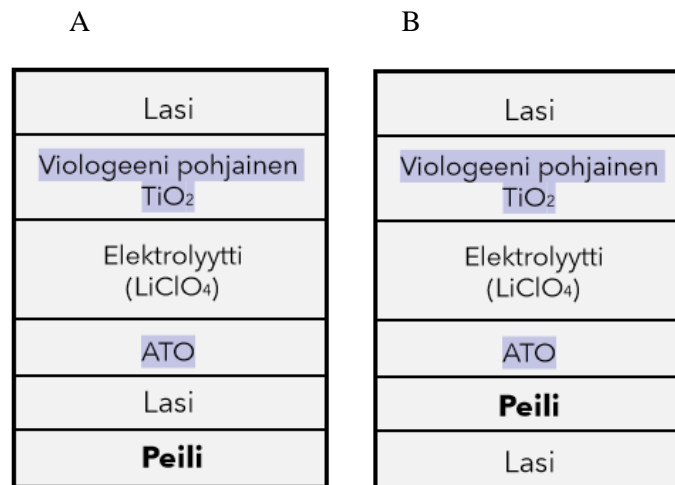 A
B
Lasi
Viologeeni pohjainen
TiO₂
Elektrolyytti
(LiClO₄)
ATO
Lasi
Peili
Lasi
Viologeeni pohjainen
TiO₂
Elektrolyytti
(LiClO₄)
ATO
Peili
Lasi